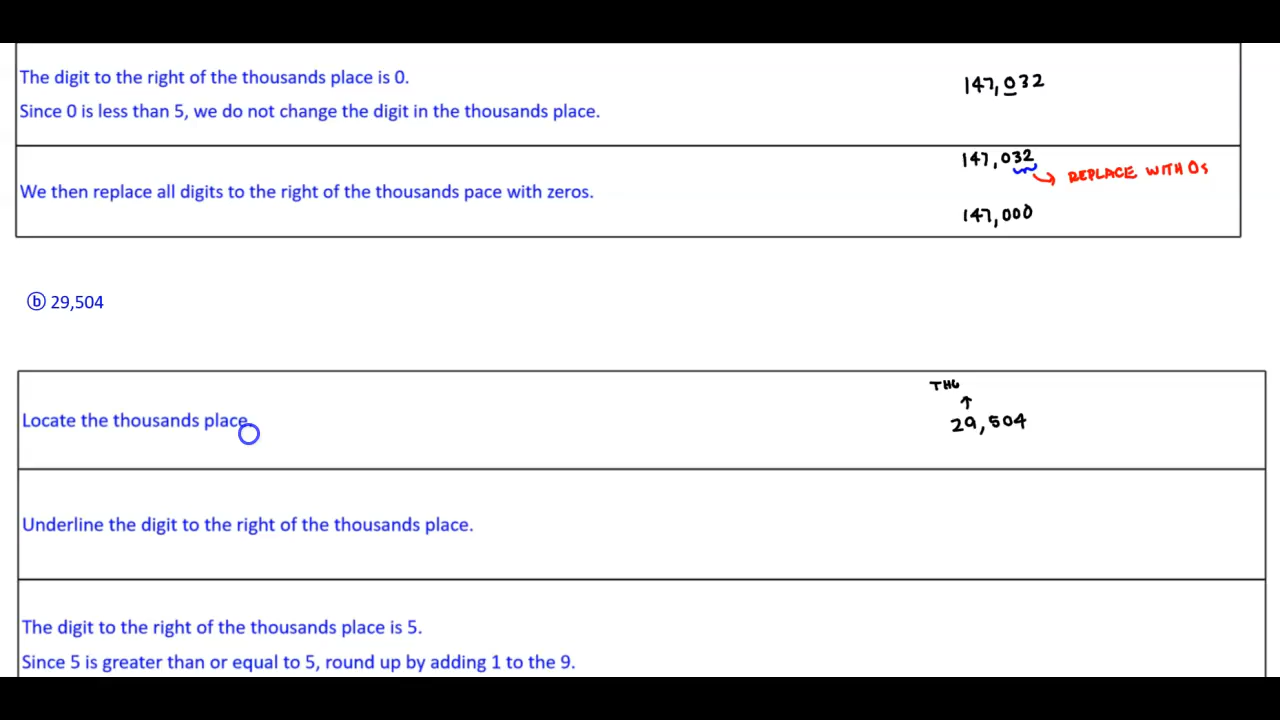 The digit to the right of the thousands place is 0.
147,032
Since 0 is less than 5, we do not change the digit in the thousands place.
147,032
REPLACE WITH 0s
We then replace all digits to the right of the thousands pace with zeros.
147,000
ⓑ 29,504
Locate the thousands place.
29,504
Underline the digit to the right of the thousands place.
The digit to the right of the thousands place is 5.
Since 5 is greater than or equal to 5, round up by adding 1 to the 9.